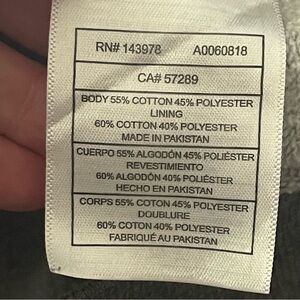 RN# 143978 A0060818
CA# 57289
BODY 55% COTTON 45% POLYESTER
LINING
60% COTTON 40% POLYESTER
MADE IN PAKISTAN
CUERPO 55% ALGODÓN 45% POLIÉSTER
REVESTIMIENTO
60% ALGODÓN 40% POLIÉSTER
HECHO EN PAKISTAN
CORPS 55% COTON 45% POLYESTER
DOUBLURE
60% COTON 40% POLYESTER
FABRIQUÉ AU PAKISTAN